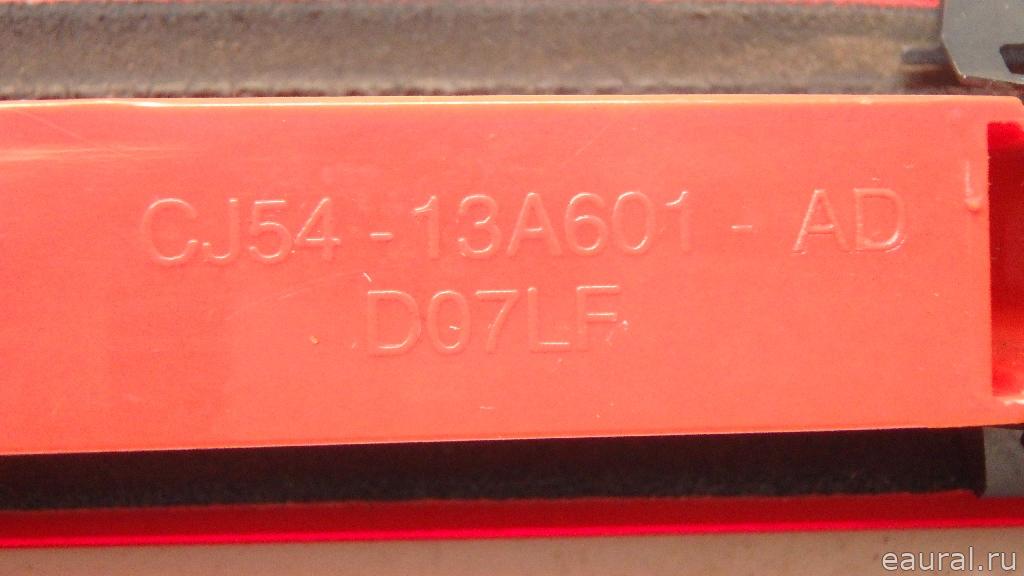 CJ54 - 13A601 - AD
D07LF
eaural.ru